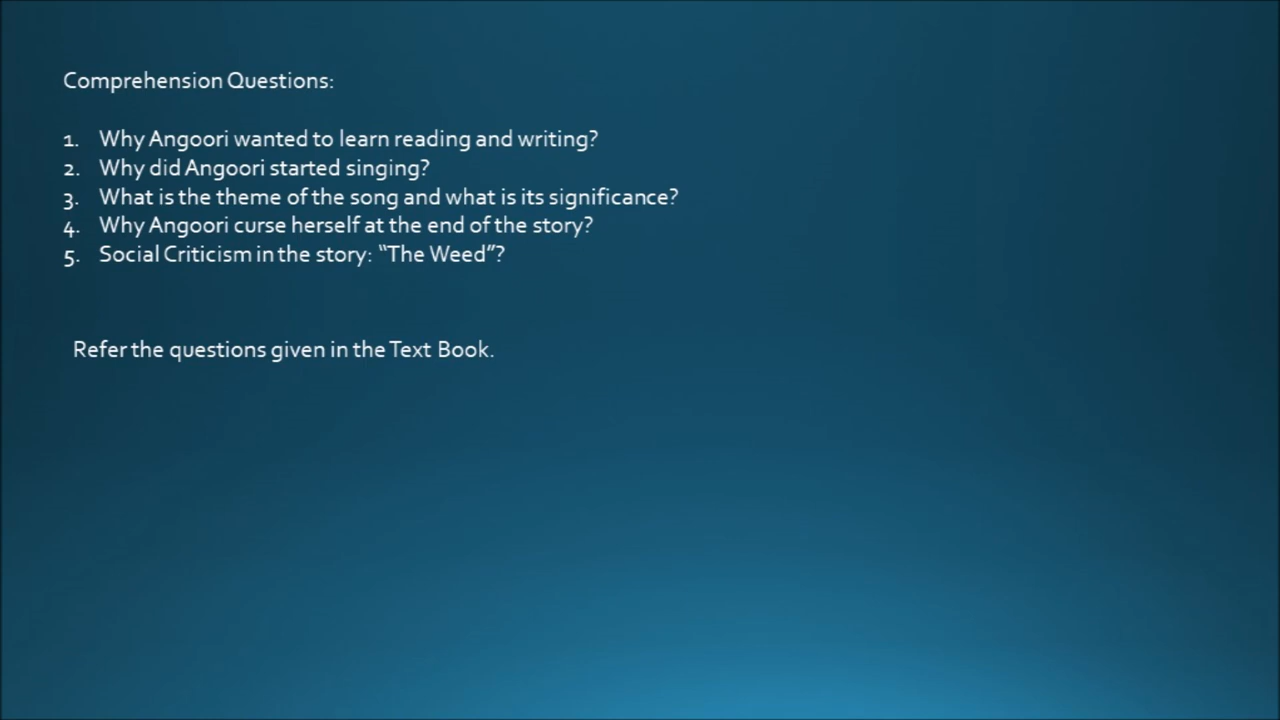 Comprehension Questions:
1. Why Angoori wanted to learn reading and writing?
2. Why did Angoori started singing?
3. What is the theme of the song and what is its significance?
4. Why Angoori curse herself at the end of the story?
5. Social Criticism in the story: “The Weed”?
Refer the questions given in the Text Book.